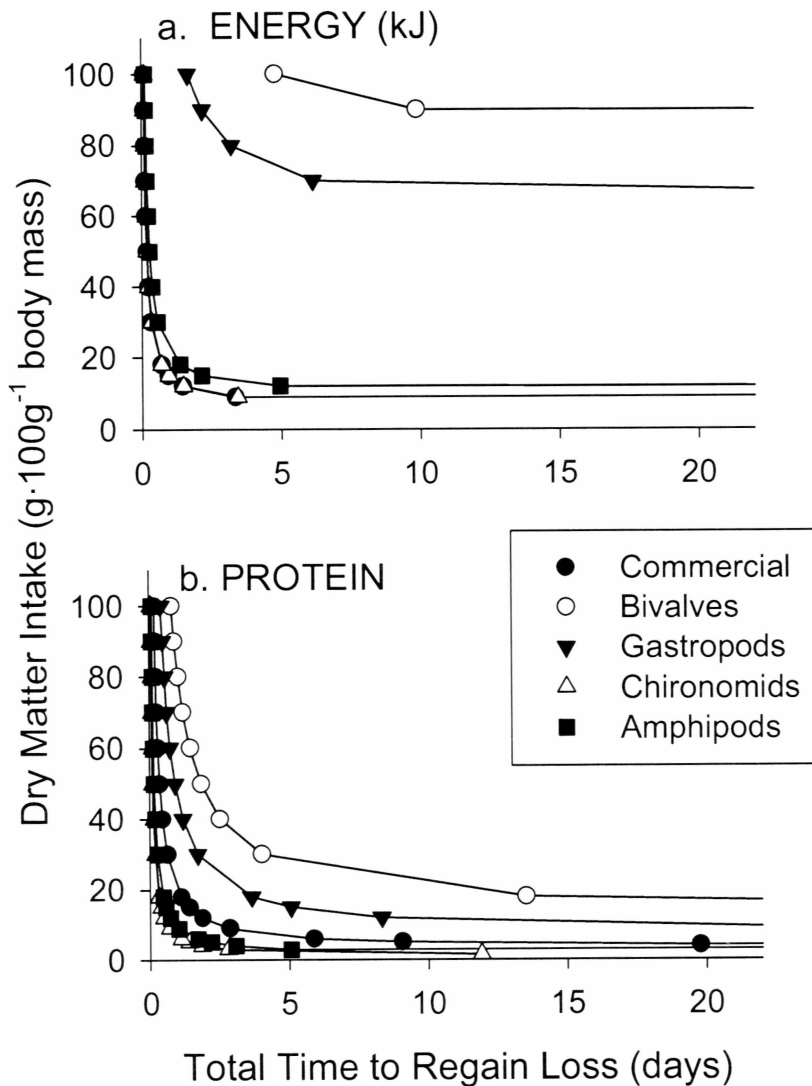 a. ENERGY (kJ)
100
80
60
40
20
0
0 5 10 15 20
Dry Matter Intake (g·100g⁻¹ body mass)
b. PROTEIN
100
80
60
40
20
0
0 5 10 15 20
Commercial
Bivalves
Gastropods
Chironomids
Amphipods
Total Time to Regain Loss (days)